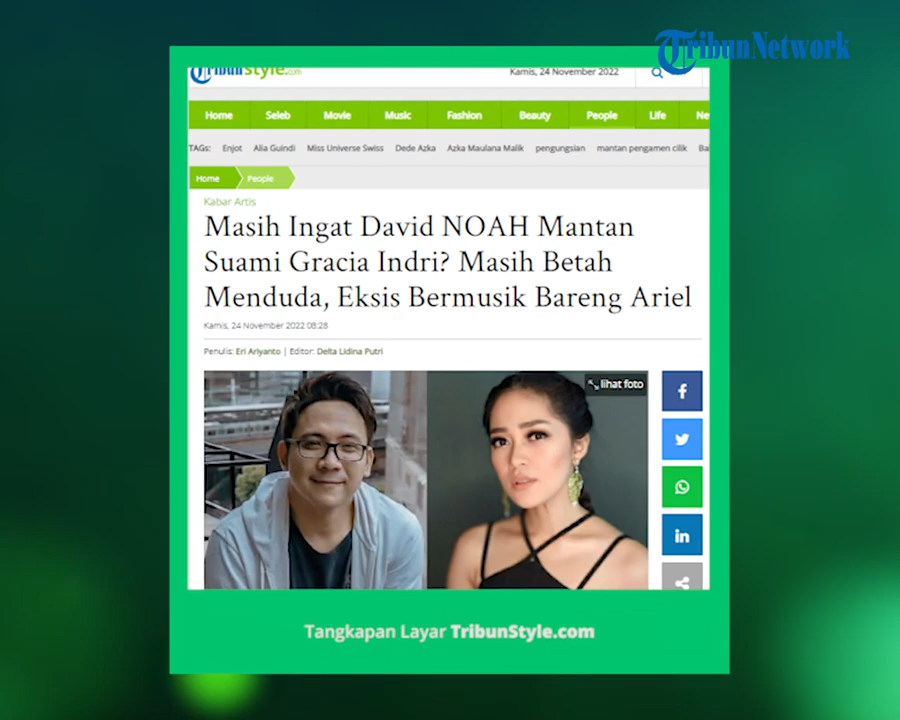 TribunNetwork
TribunStyle.com
Kamis, 24 November 2022
Home Seleb Movie Music Fashion Beauty People Life Ne
TAGs: Enjot Alia Guindi Miss Universe Swiss Dede Azka Azka Maulana Malik pengungsian mantan pengamen cilik Ba
Home People
Kabar Artis
Masih Ingat David NOAH Mantan
Suami Gracia Indri? Masih Betah
Menduda, Eksis Bermusik Bareng Ariel
Kamis, 24 November 2022 08:28
Penulis: Eri Ariyanto | Editor: Delta Lidina Putri
lihat foto
Tangkapan Layar TribunStyle.com